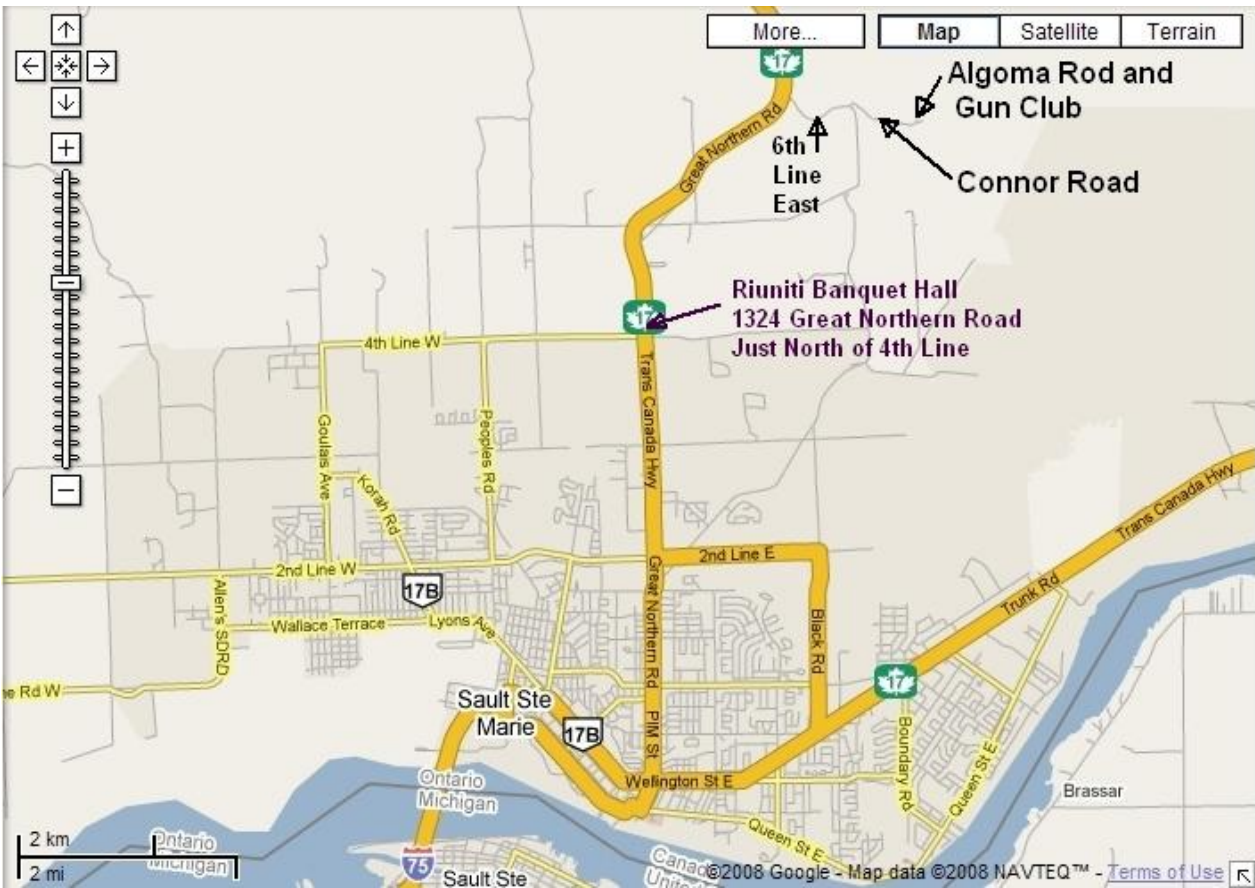 More...
Map
Satellite
Terrain
17
Algoma Rod and
Gun Club
Great Northern Rd
6th
Line
East
Connor Road
Riuniti Banquet Hall
1324 Great Northern Road
Just North of 4th Line
17
4th Line W
Trans Canada Hwy
Goulais Ave
Peoples Rd
Korah Rd
Trans Canada Hwy
2nd Line E
2nd Line W
17B
Great Northern Rd
Allen's SDRD
Wallace Terrace
Lyons Ave
Black Rd
Trunk Rd
17
ne Rd W
Sault Ste
Marie
17B
PIM St
Boundary Rd
Queen St E
Wellington St E
Ontario
Michigan
Brassar
Queen St E
2 km
2 mi
Ontario
Michigan
75
Sault Ste
Canad
United
©2008 Google - Map data ©2008 NAVTEQ™ - Terms of Use